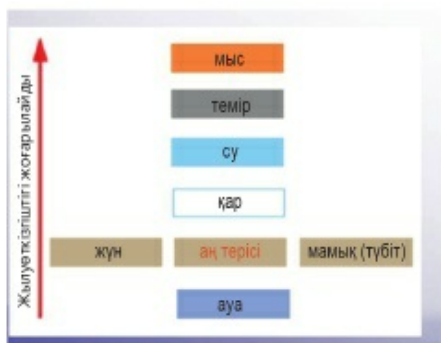 Жылуөткізгіштігі жоғарылайды
мыс
темір
су
қар
жүн
аң терісі
мамық (түбіт)
ауа